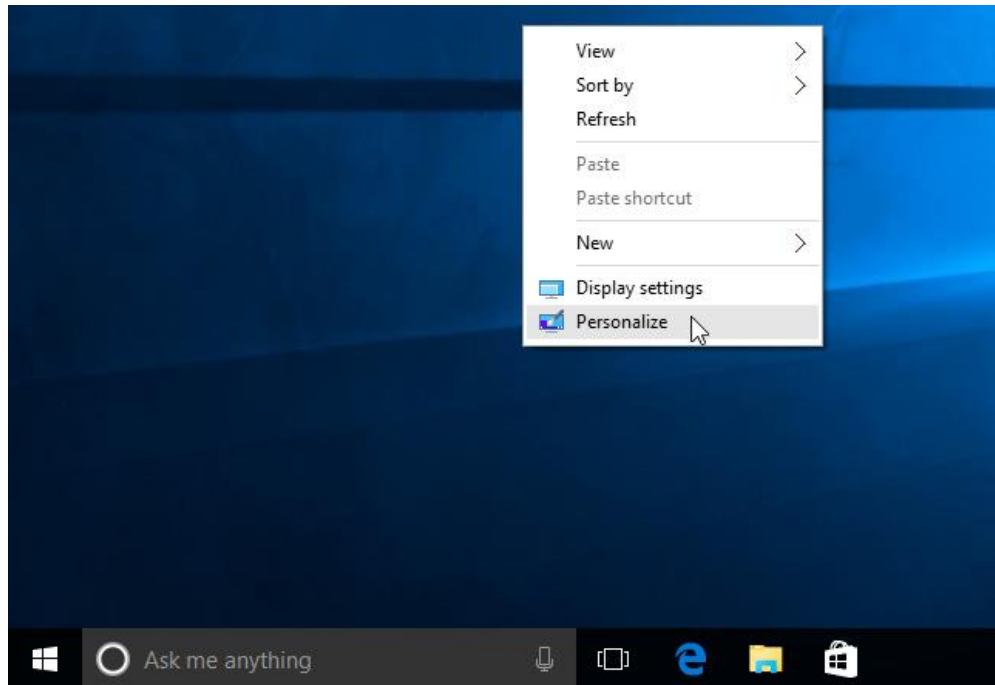 View
Sort by
Refresh
Paste
Paste shortcut
New
Display settings
Personalize
Ask me anything